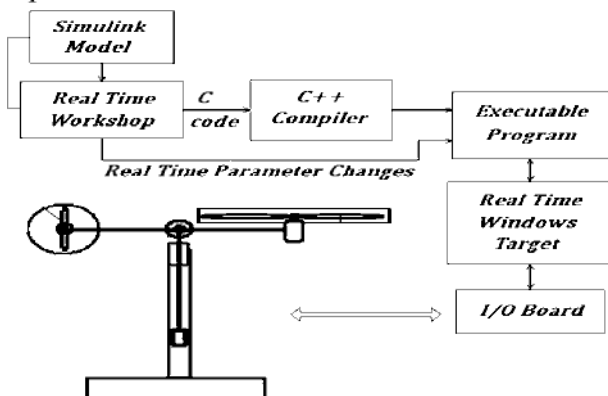 Simulink
Model
Real Time
Workshop
C
code
C++
Compiler
Executable
Program
Real Time Parameter Changes
Real Time
Windows
Target
I/O Board